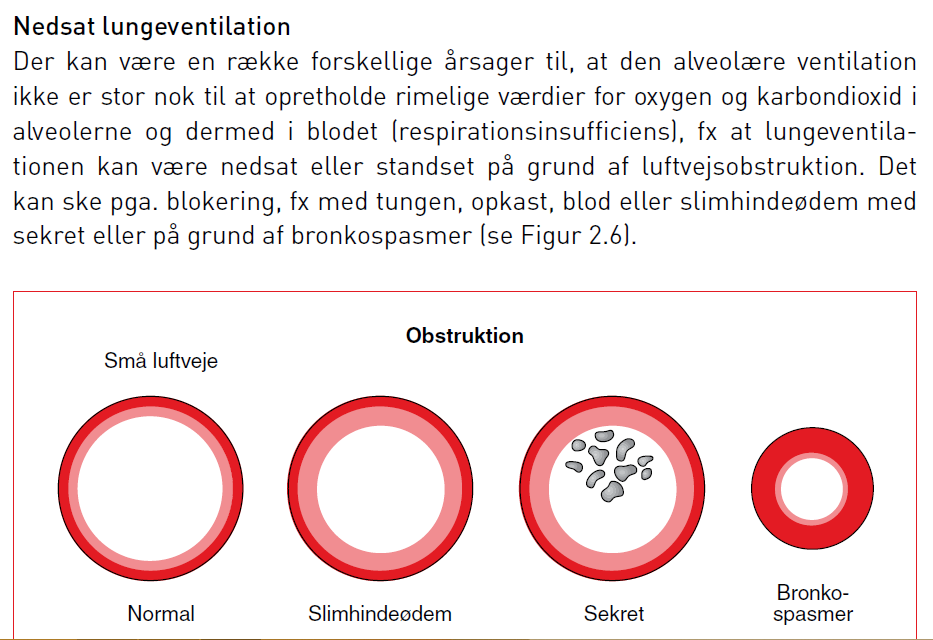 Nedsat lungeventilation
Der kan være en række forskellige årsager til, at den alveolære ventilation
ikke er stor nok til at opretholde rimelige værdier for oxygen og karbondioxid i
alveolerne og dermed i blodet (respirationsinsufficiens), fx at lungeventila-
tionen kan være nedsat eller standset på grund af luftvejsobstruktion. Det
kan ske pga. blokering, fx med tungen, opkast, blod eller slimhindeødem med
sekret eller på grund af bronkospasmer (se Figur 2.6).
Obstruktion
Små luftveje
Normal
Slimhindeødem
Sekret
Bronko-
spasmer